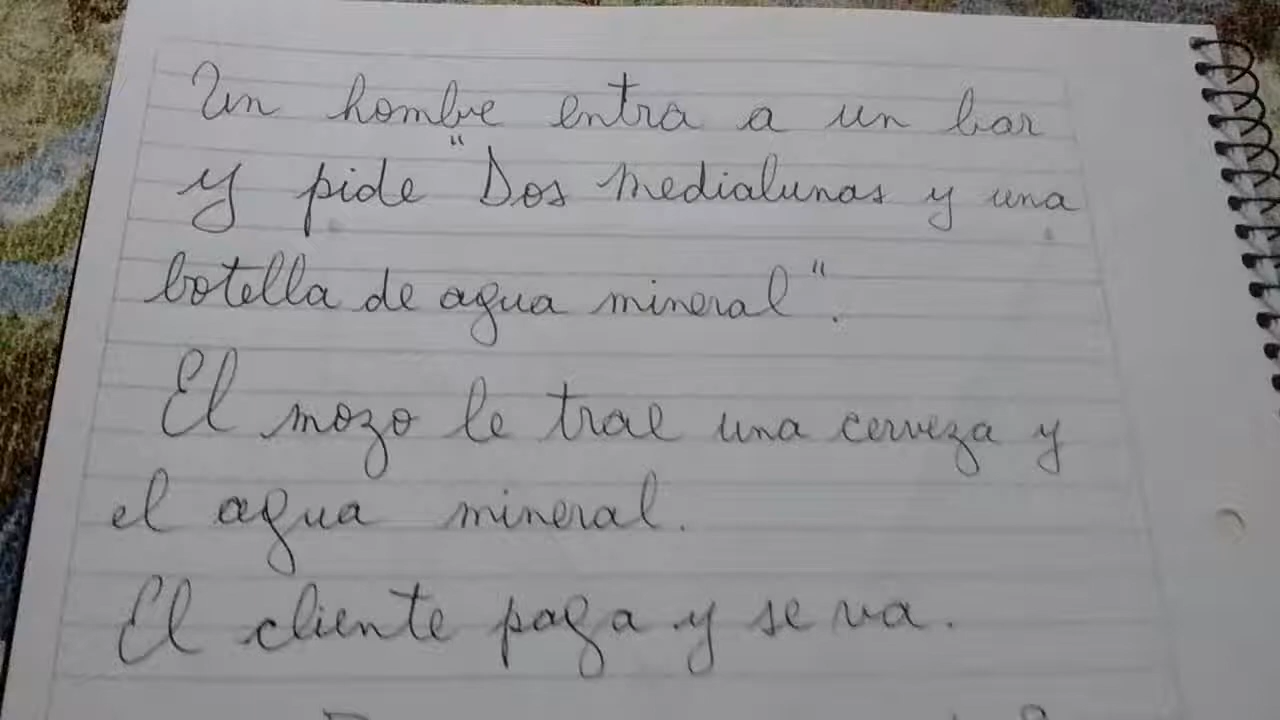 Un hombre entra a un bar
y pide "Dos medialunas y una
botella de agua mineral".
El mozo le trae una cerveza y
el agua mineral.
El cliente paga y se va.